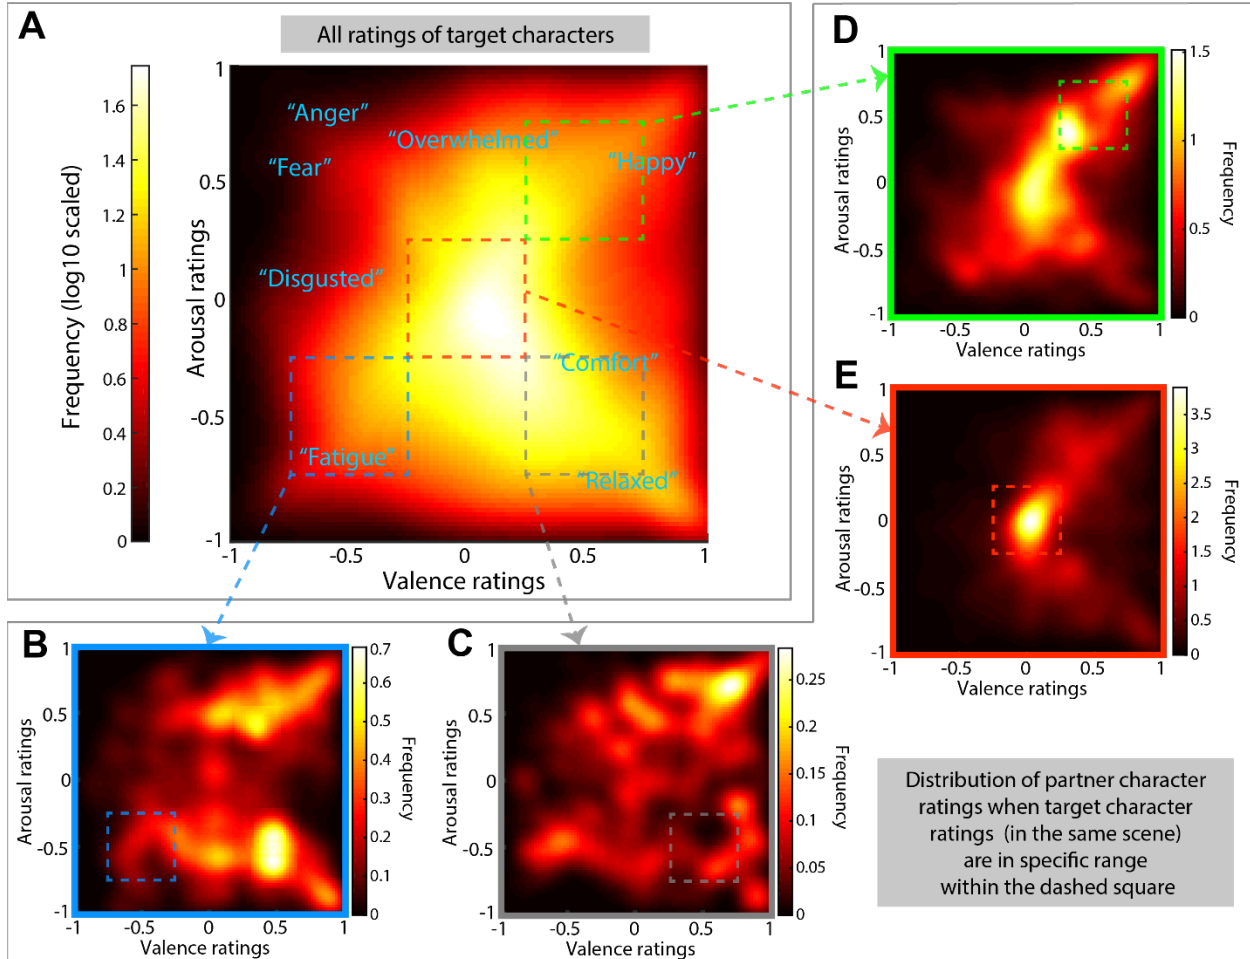 A
All ratings of target characters
Frequency (log10 scaled)
1.6
1.4
1.2
1
0.8
0.6
0.4
0.2
0
Arousal ratings
1
0.5
0
-0.5
-1
“Anger”
“Overwhelmed”
“Fear”
“Happy”
“Disgusted”
“Comfort”
“Fatigue”
“Relaxed”
-1
-0.5
0
0.5
1
Valence ratings
D
Arousal ratings
1
0.5
0
-0.5
-1
-1
-0.5
0
0.5
1
Valence ratings
1.5
1
0.5
0
Frequency
E
Arousal ratings
1
0.5
0
-0.5
-1
-1
-0.5
0
0.5
1
Valence ratings
3.5
3
2.5
2
1.5
1
0.5
0
Frequency
B
Arousal ratings
1
0.5
0
-0.5
-1
-1
-0.5
0
0.5
1
Valence ratings
0.7
0.6
0.5
0.4
0.3
0.2
0.1
0
Frequency
C
Arousal ratings
1
0.5
0
-0.5
-1
-1
-0.5
0
0.5
1
Valence ratings
0.25
0.2
0.15
0.1
0.05
0
Frequency
Distribution of partner character
ratings when target character
ratings (in the same scene)
are in specific range
within the dashed square